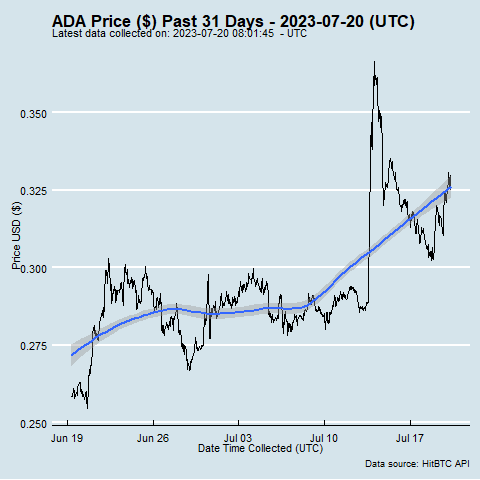 ADA Price ($) Past 31 Days - 2023-07-20 (UTC)
Latest data collected on: 2023-07-20 08:01:45 - UTC
Price USD ($)
0.350
0.325
0.300
0.275
0.250
Jun 19
Jun 26
Jul 03
Jul 10
Jul 17
Date Time Collected (UTC)
Data source: HitBTC API